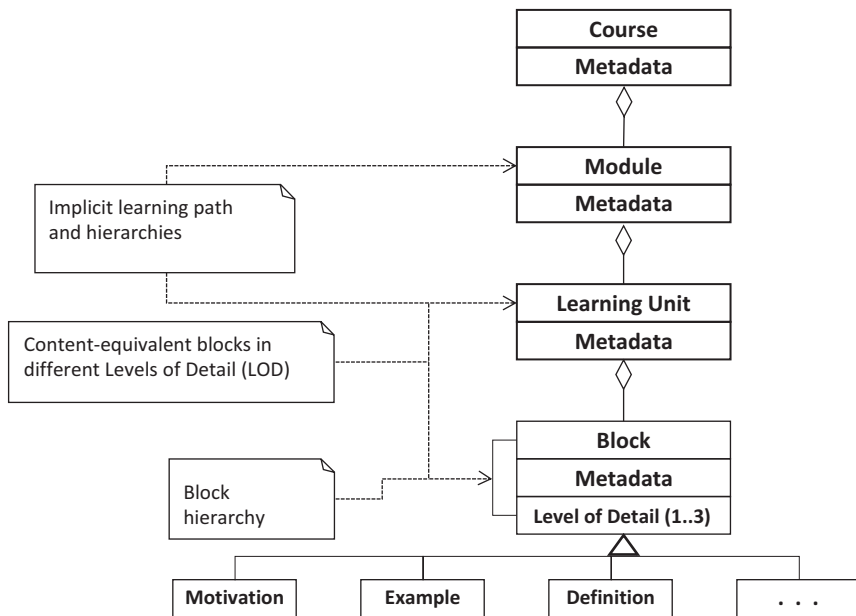 Course
Metadata
Module
Metadata
Implicit learning path
and hierarchies
Learning Unit
Metadata
Content-equivalent blocks in
different Levels of Detail (LOD)
Block
Metadata
Level of Detail (1..3)
Block
hierarchy
Motivation
Example
Definition
. . .